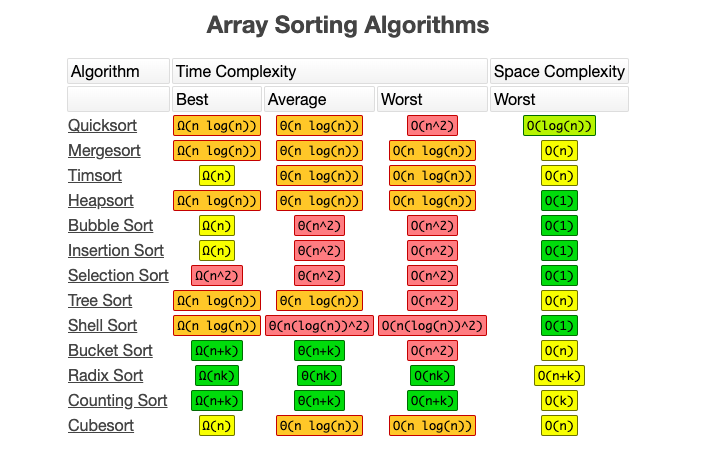 Array Sorting Algorithms
Algorithm Time Complexity Space Complexity
Best Average Worst Worst
Quicksort Ω(n log(n)) θ(n log(n)) O(n^2) O(log(n))
Mergesort Ω(n log(n)) θ(n log(n)) O(n log(n)) O(n)
Timsort Ω(n) θ(n log(n)) O(n log(n)) O(n)
Heapsort Ω(n log(n)) θ(n log(n)) O(n log(n)) O(1)
Bubble Sort Ω(n) θ(n^2) O(n^2) O(1)
Insertion Sort Ω(n) θ(n^2) O(n^2) O(1)
Selection Sort Ω(n^2) θ(n^2) O(n^2) O(1)
Tree Sort Ω(n log(n)) θ(n log(n)) O(n^2) O(n)
Shell Sort Ω(n log(n)) θ(n(log(n))^2) O(n(log(n))^2) O(1)
Bucket Sort Ω(n+k) θ(n+k) O(n^2) O(n)
Radix Sort Ω(nk) θ(nk) O(nk) O(n+k)
Counting Sort Ω(n+k) θ(n+k) O(n+k) O(k)
Cubesort Ω(n) θ(n log(n)) O(n log(n)) O(n)